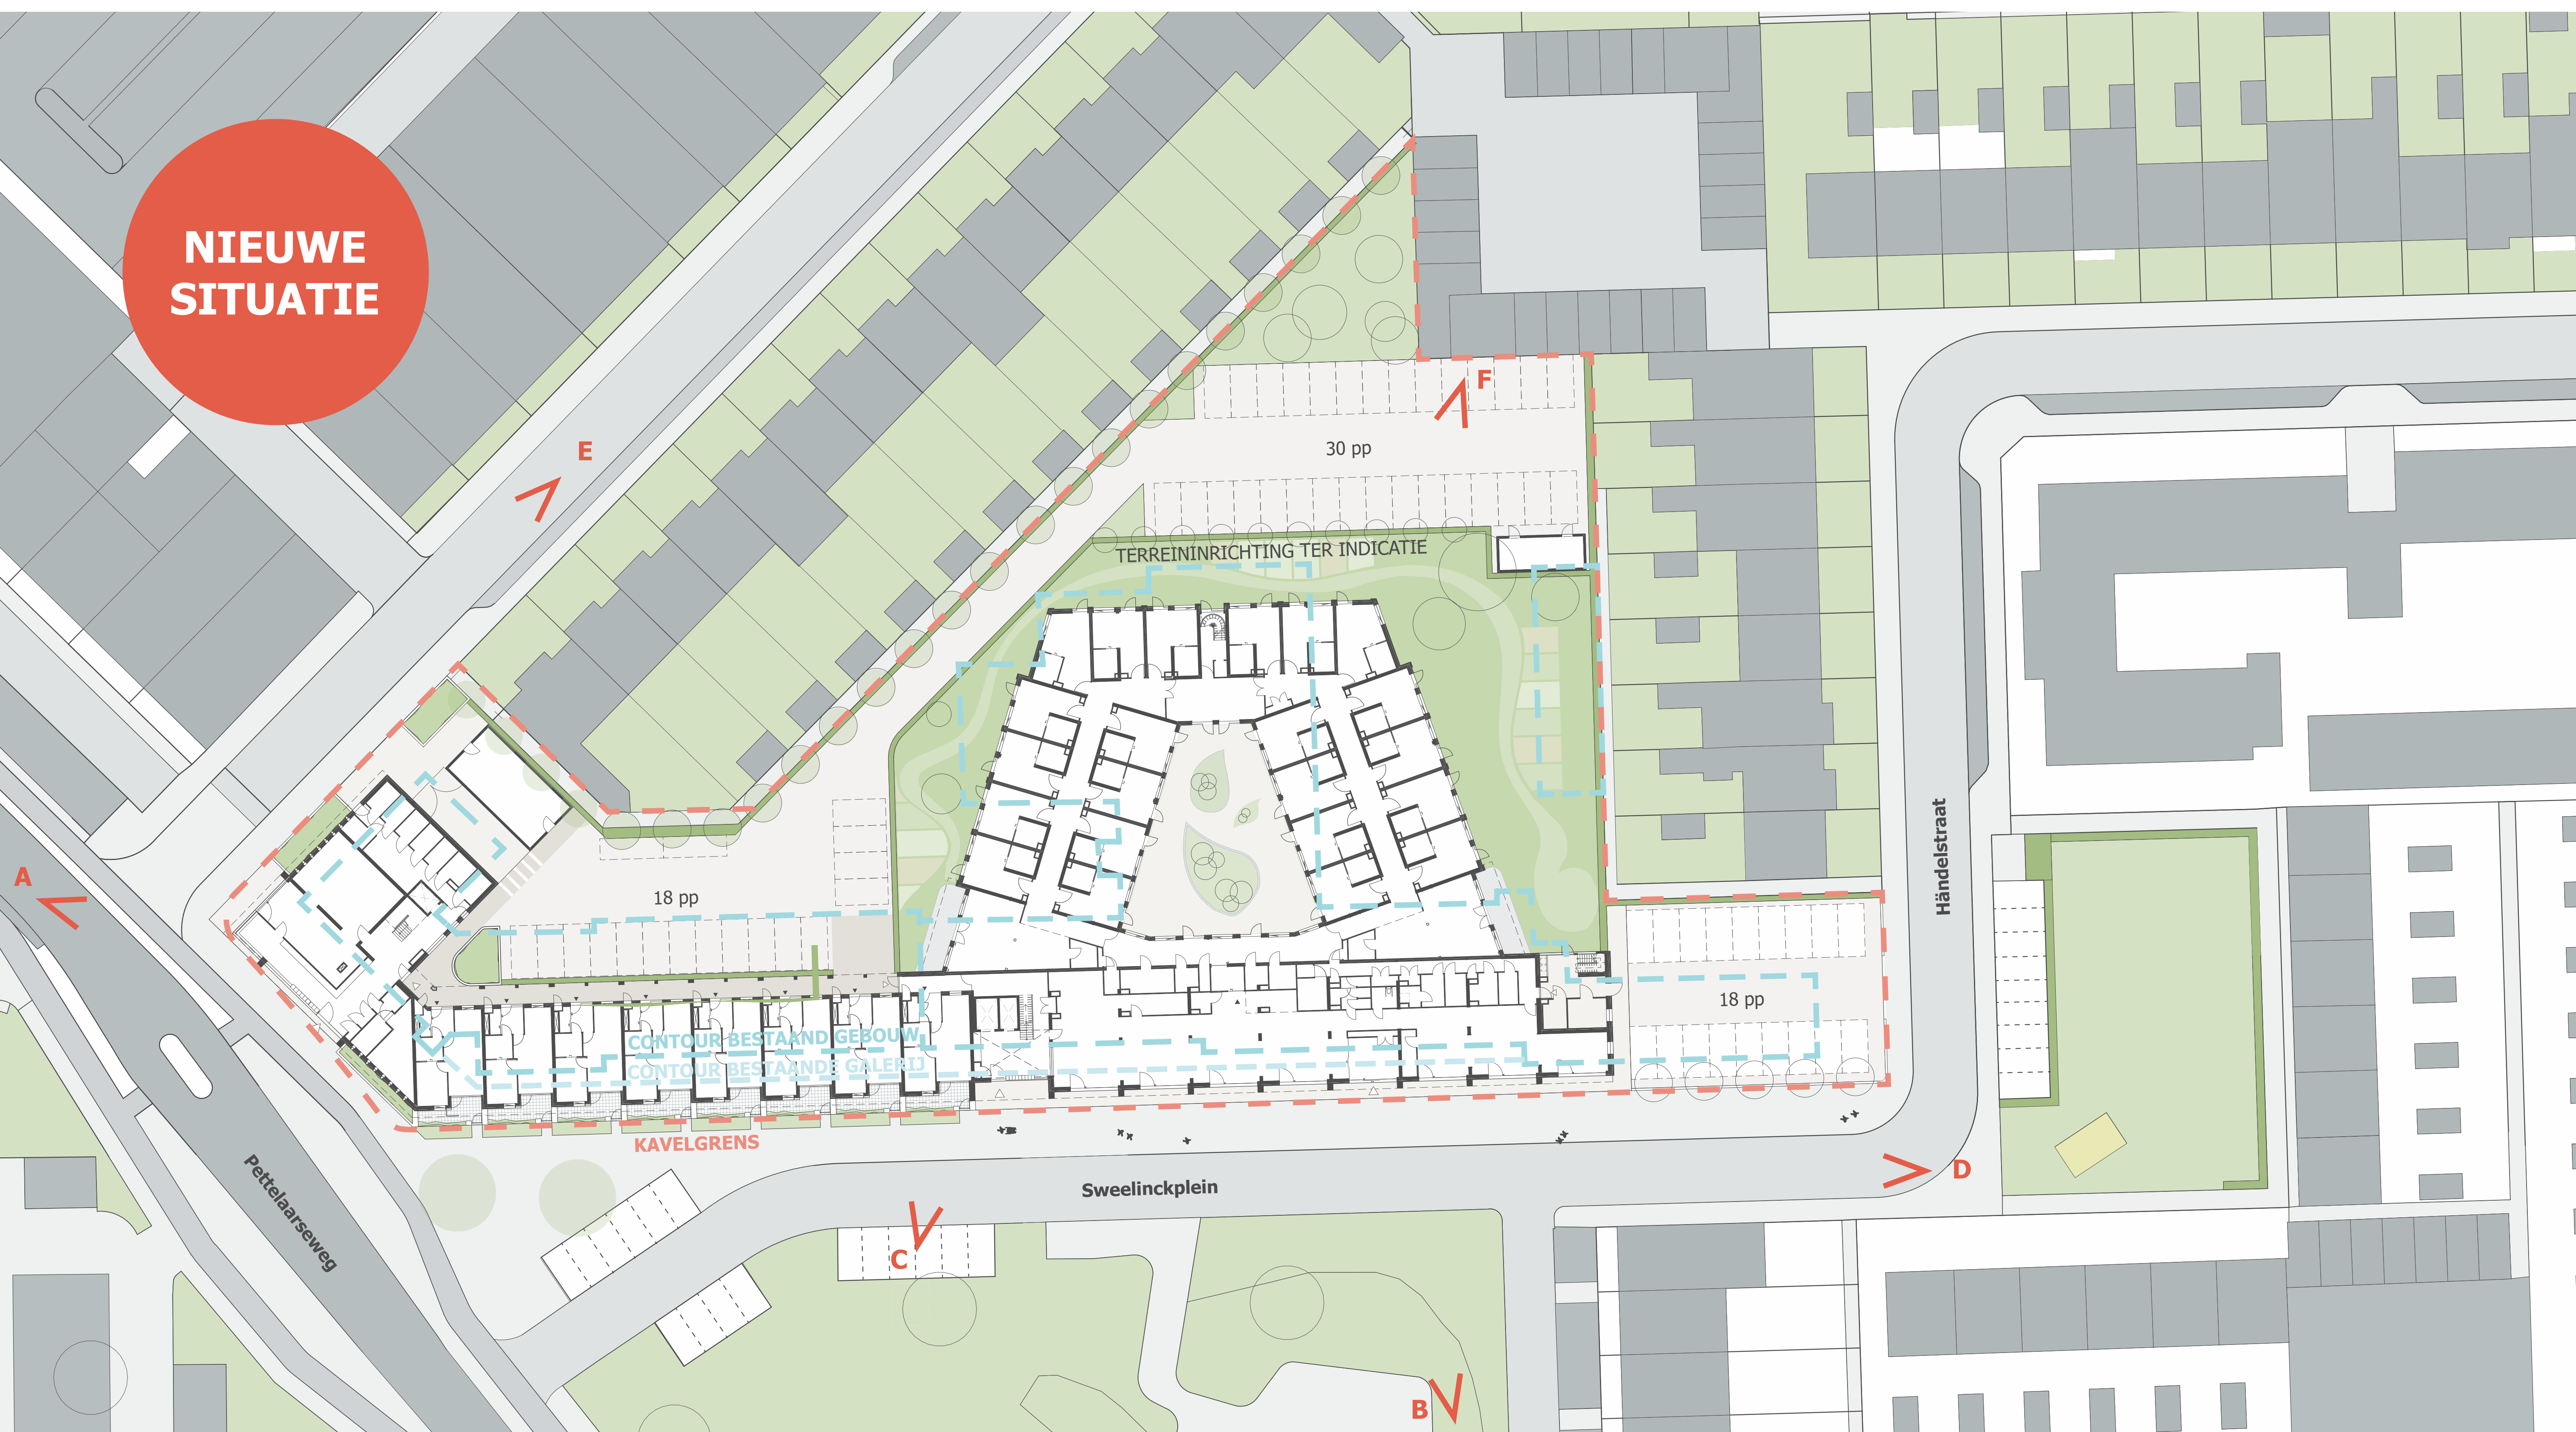 NIEUWE
SITUATIE
F
30 pp
E
TERREININRICHTING TER INDICATIE
A
18 pp
Händelstraat
18 pp
CONTOUR BESTAAND GEBOUW
CONTOUR BESTAANDE GALERIJ
KAVELGRENS
Pettelaarseweg
Sweelinckplein
D
C
B